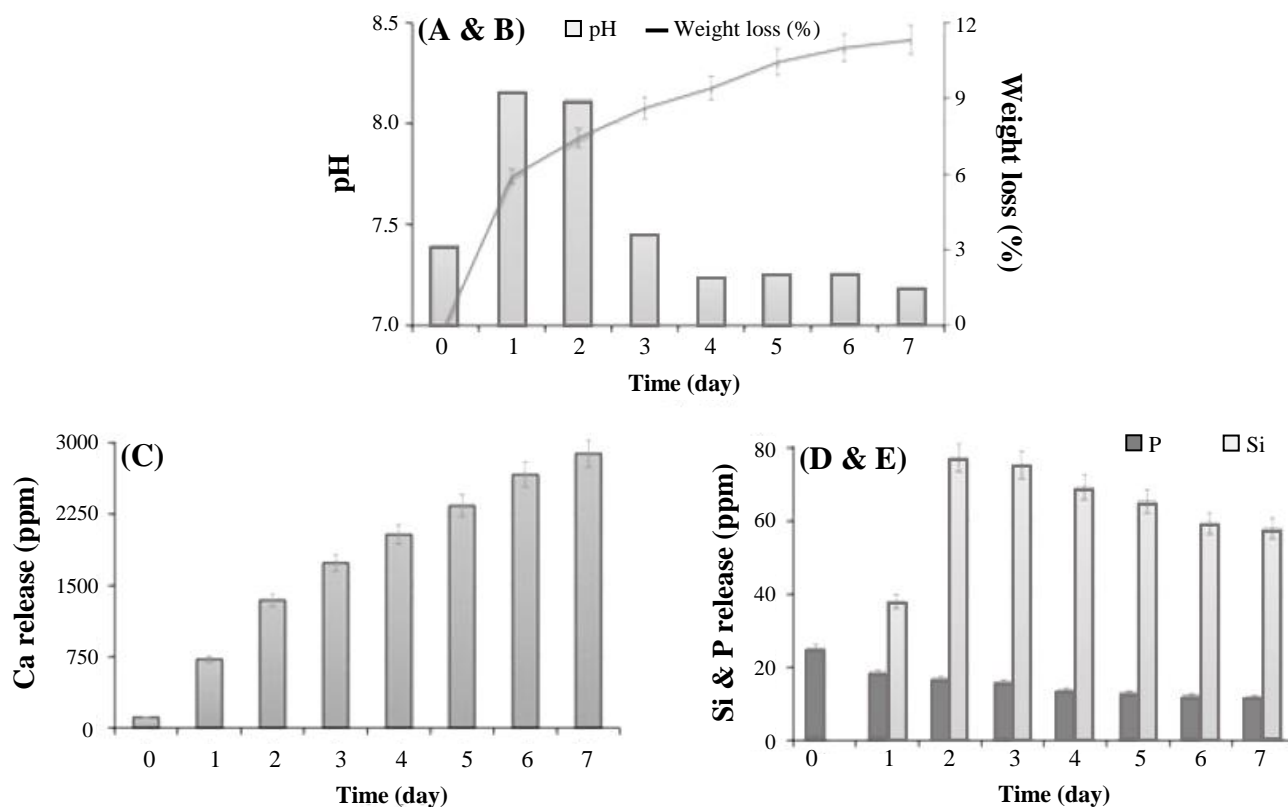 (A & B) pH Weight loss (%)
8.5
8.0
7.5
7.0
pH
12
9
6
3
0
Weight loss
(%)
0 1 2 3 4 5 6 7
Time (day)
(C)
3000
2250
1500
750
0
Ca release (ppm)
0 1 2 3 4 5 6 7
Time (day)
(D & E) P Si
80
60
40
20
0
Si & P release (ppm)
0 1 2 3 4 5 6 7
Time (day)